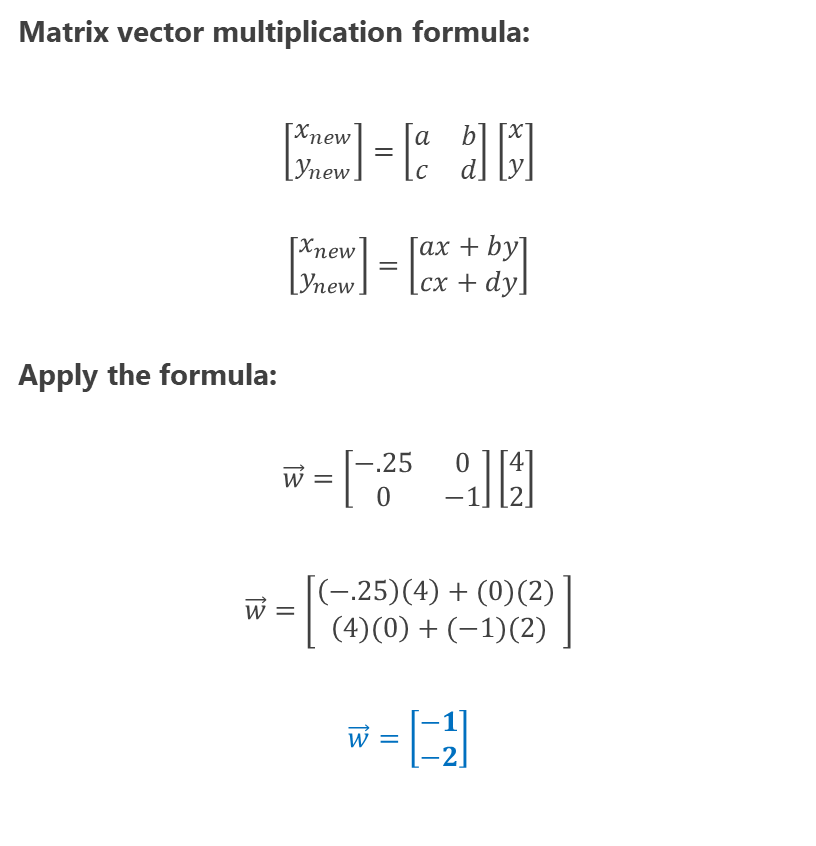 Matrix vector multiplication formula:
[x_new; y_new] = [a b; c d] [x; y]
[x_new; y_new] = [ax + by; cx + dy]
Apply the formula:
w⃗ = [−.25 0; 0 −1] [4; 2]
w⃗ = [(−.25)(4) + (0)(2); (4)(0) + (−1)(2)]
w⃗ = [−1; −2]